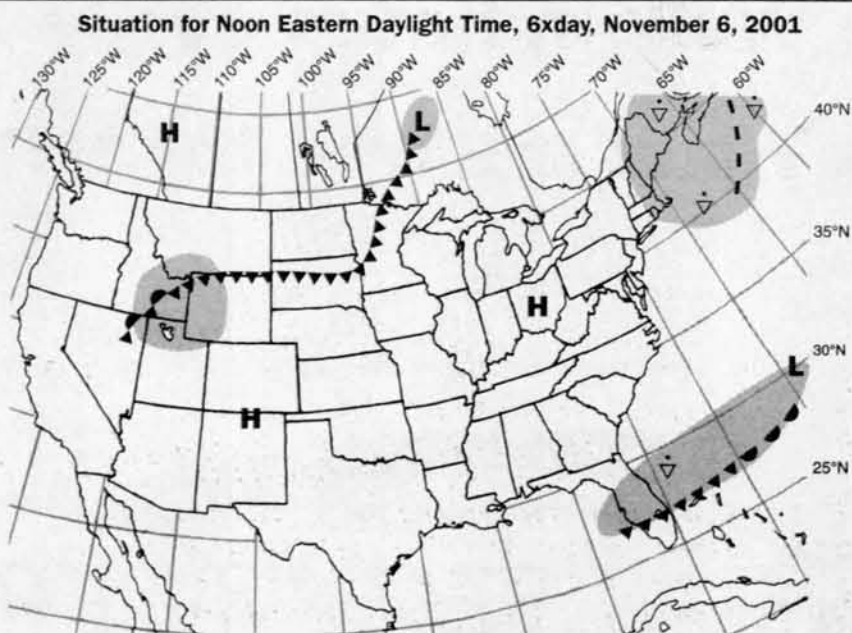 Situation for Noon Eastern Daylight Time, 6xday, November 6, 2001
130°W 125°W 120°W 115°W 110°W 105°W 100°W 95°W 90°W 85°W 80°W 75°W 70°W 65°W 60°W
40°N
L
H
35°N
H
30°N
L
H
25°N